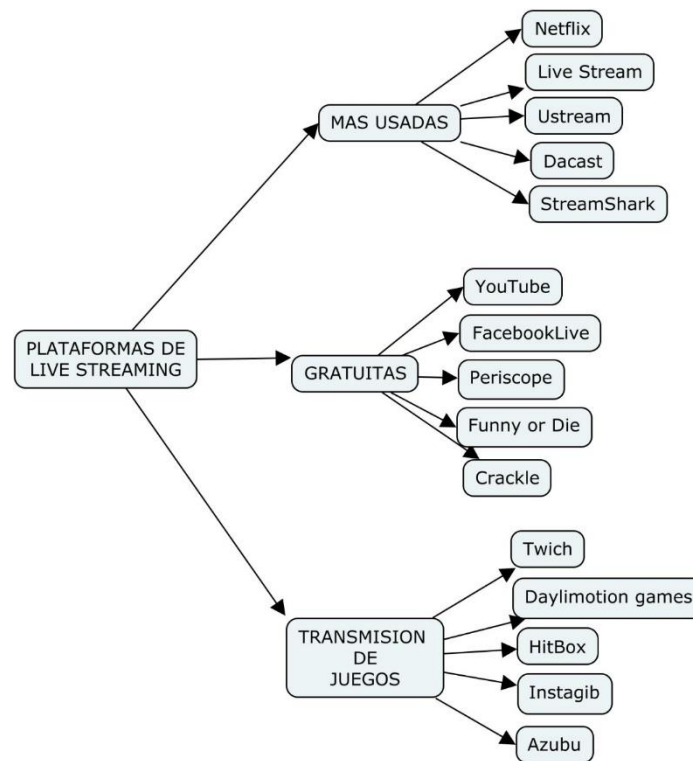 PLATAFORMAS DE
LIVE STREAMING
MAS USADAS
Netflix
Live Stream
Ustream
Dacast
StreamShark
GRATUITAS
YouTube
FacebookLive
Periscope
Funny or Die
Crackle
TRANSMISION
DE
JUEGOS
Twich
Daylimotion games
HitBox
Instagib
Azubu